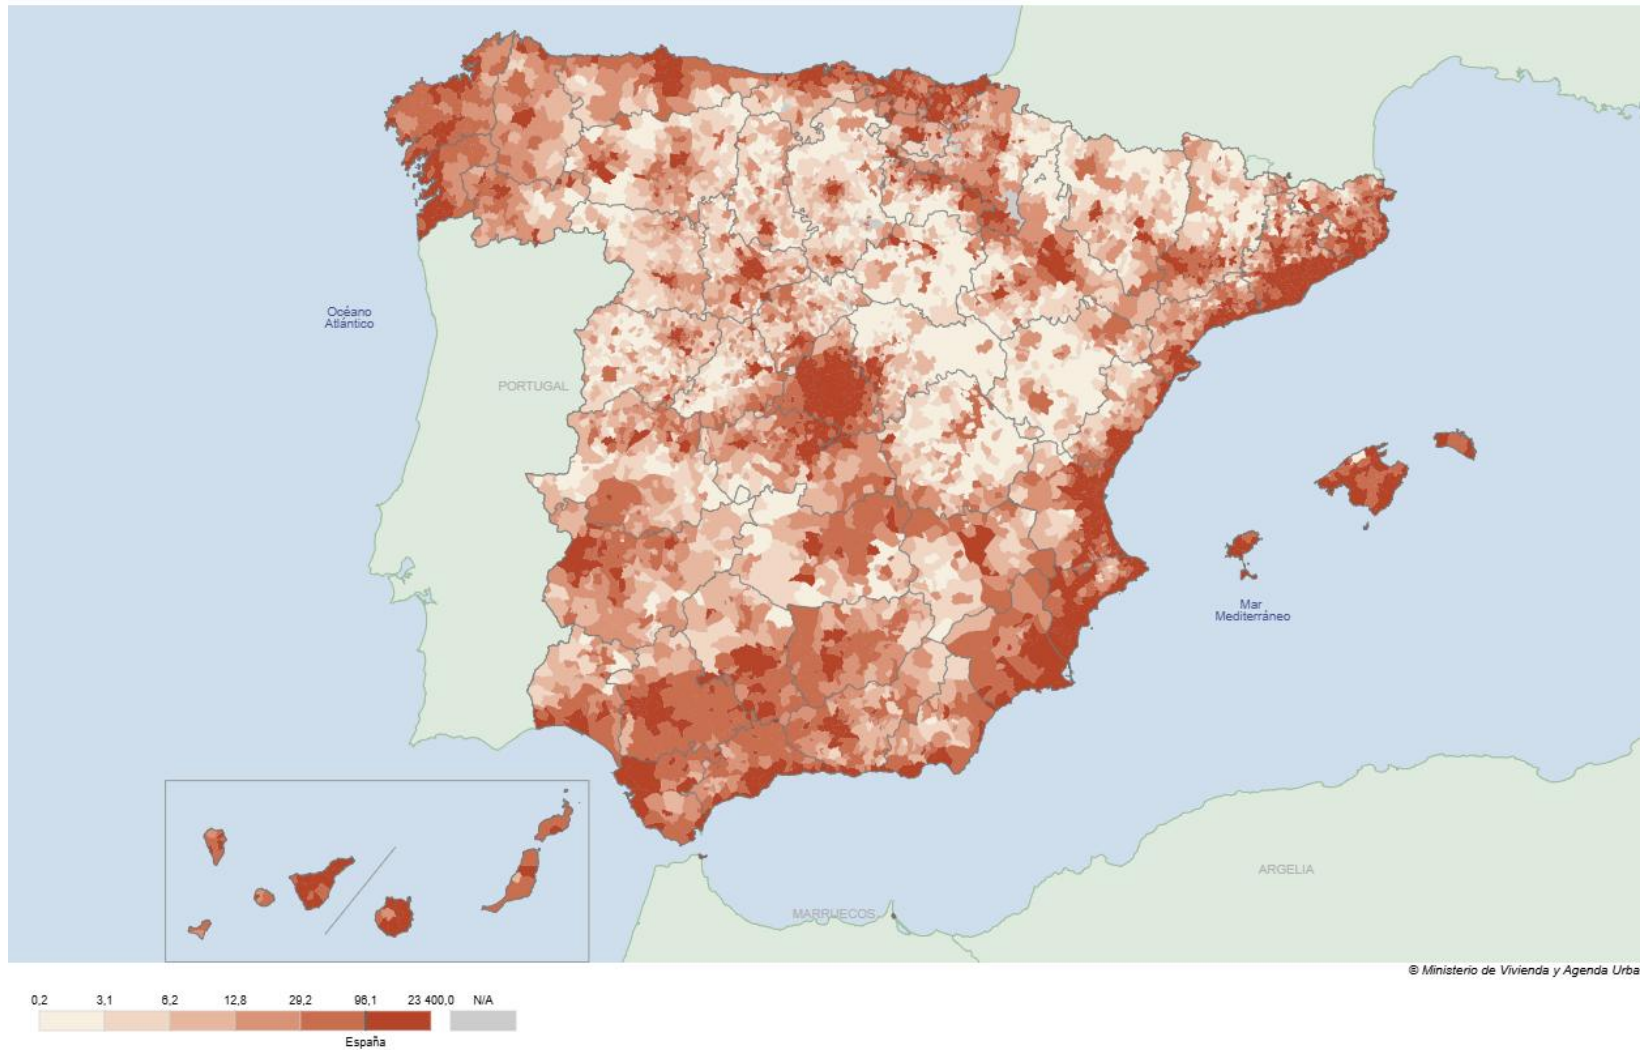 Océano
Atlántico
PORTUGAL
Mar
Mediterráneo
ARGELIA
MARRUECOS
© Ministerio de Vivienda y Agenda Urba
0,2 3,1 6,2 12,8 29,2 96,1 23 400,0 N/A
España